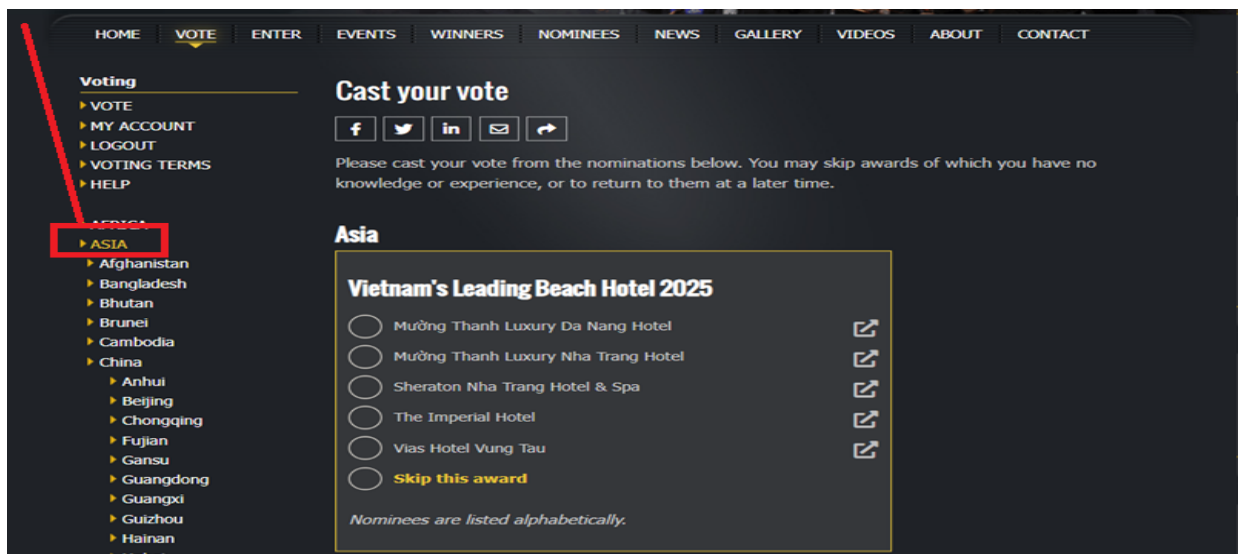 HOME VOTE ENTER EVENTS WINNERS NOMINEES NEWS GALLERY VIDEOS ABOUT CONTACT
Voting
VOTE
MY ACCOUNT
LOGOUT
VOTING TERMS
HELP
AFRICA
ASIA
Afghanistan
Bangladesh
Bhutan
Brunei
Cambodia
China
Anhui
Beijing
Chongqing
Fujian
Gansu
Guangdong
Guangxi
Guizhou
Hainan
Cast your vote
Please cast your vote from the nominations below. You may skip awards of which you have no
knowledge or experience, or to return to them at a later time.
Asia
Vietnam's Leading Beach Hotel 2025
Mường Thanh Luxury Da Nang Hotel
Mường Thanh Luxury Nha Trang Hotel
Sheraton Nha Trang Hotel & Spa
The Imperial Hotel
Vias Hotel Vung Tau
Skip this award
Nominees are listed alphabetically.